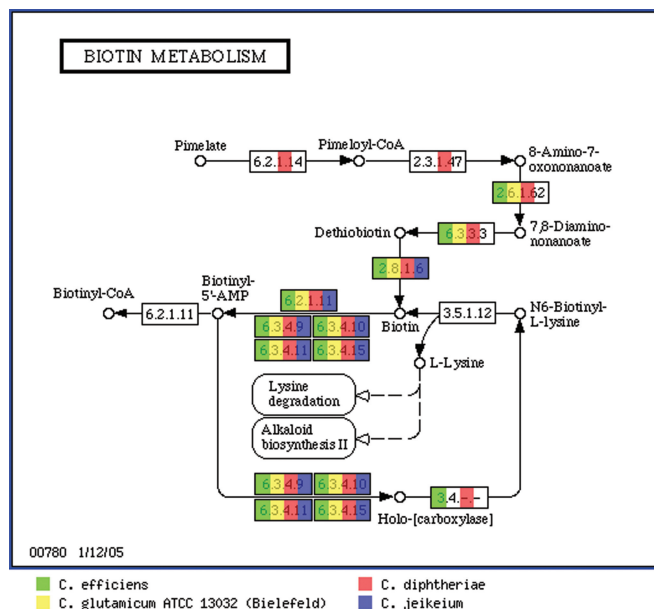 BIOTIN METABOLISM
Pimelate
6.2.1.14
Pimeloyl-CoA
2.3.1.47
8-Amino-7-
oxononanoate
2.6.1.62
Dethiobiotin
6.3.3.3
7,8-Diamino-
nonanoate
2.8.1.6
Biotinyl-CoA
6.2.1.11
Biotinyl-
5'-AMP
6.2.1.11
6.3.4.9 6.3.4.10
6.3.4.11 6.3.4.15
Biotin
3.5.1.12
N6-Biotinyl-
L-lysine
L-Lysine
Lysine
degradation
Alkaloid
biosynthesis II
6.3.4.9 6.3.4.10
6.3.4.11 6.3.4.15
Holo-[carboxylase]
3.4.-.-
00780 1/12/05
C. efficiens
C. diphtheriae
C. glutamicum ATCC 13032 (Bielefeld)
C. jeikeium